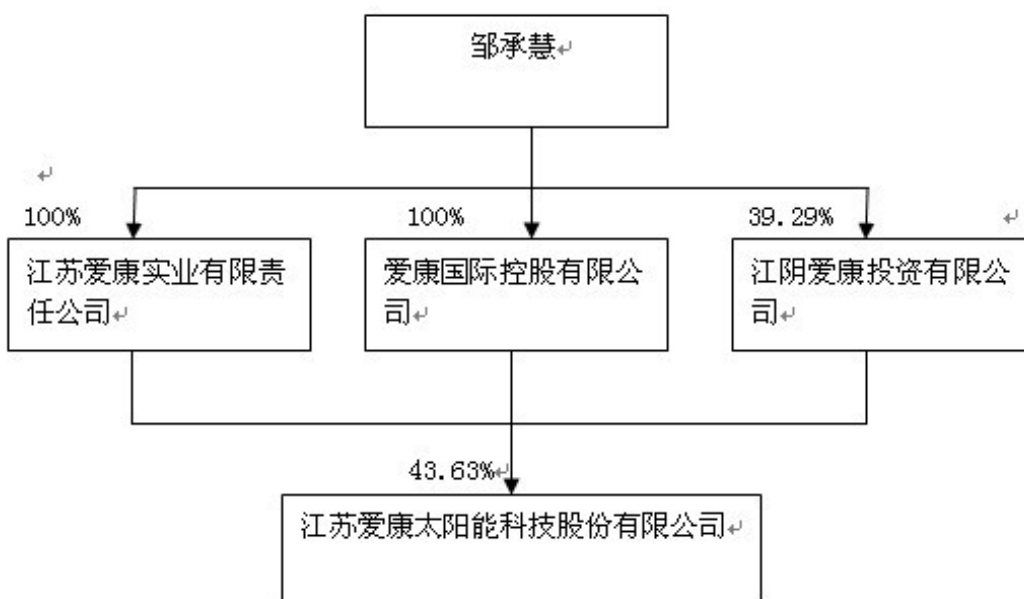 邹承慧
100%
100%
39.29%
江苏爱康实业有限责
任公司
爱康国际控股有限公
司
江阴爱康投资有限公
司
43.63%
江苏爱康太阳能科技股份有限公司